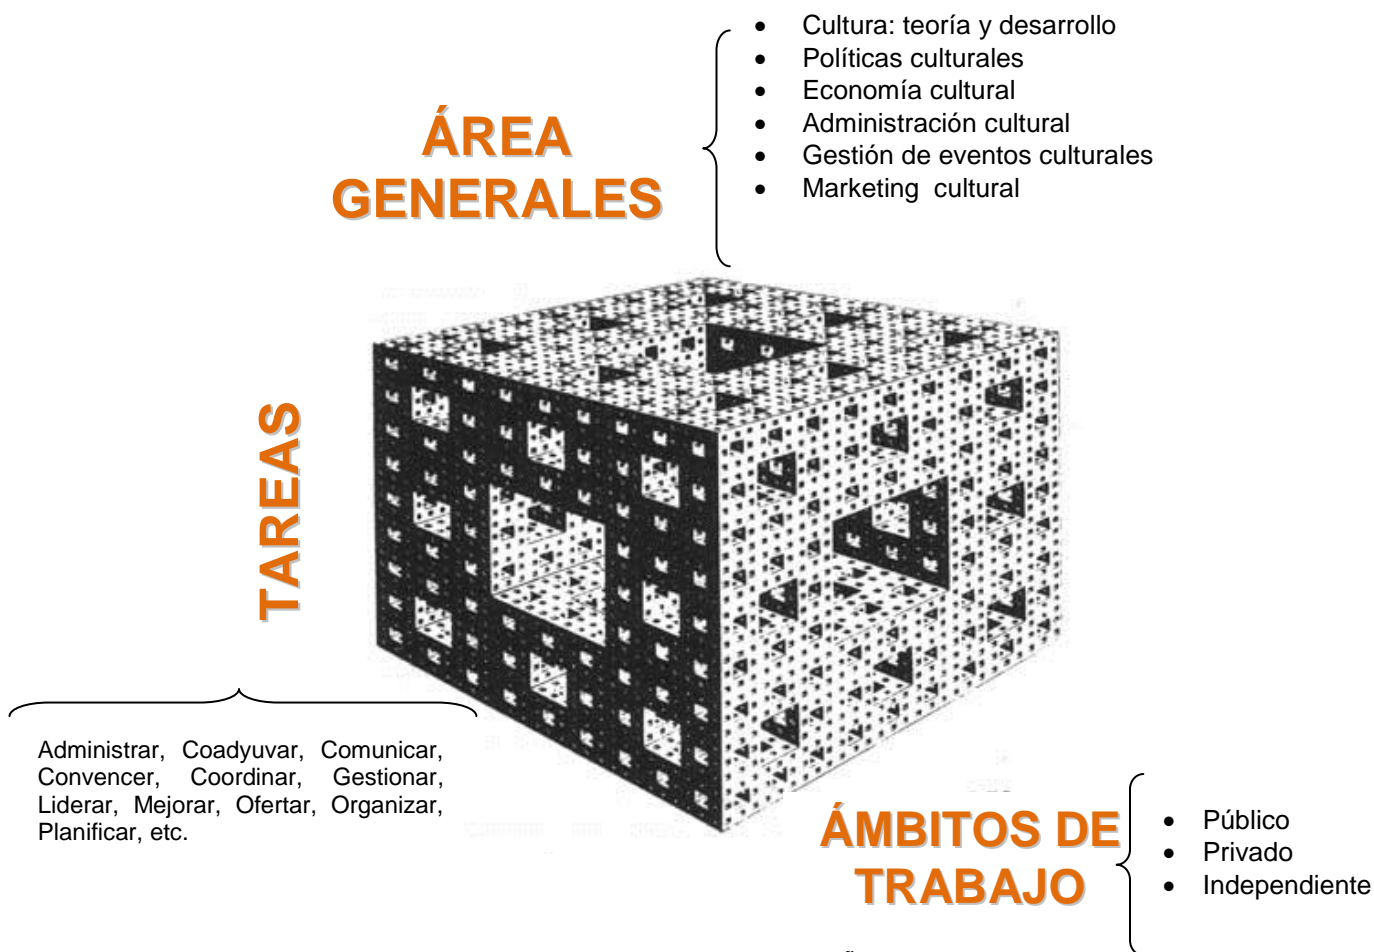 • Cultura: teoría y desarrollo
• Políticas culturales
• Economía cultural
• Administración cultural
• Gestión de eventos culturales
• Marketing cultural
ÁREA
GENERALES
TAREAS
Administrar, Coadyuvar, Comunicar,
Convencer, Coordinar, Gestionar,
Liderar, Mejorar, Ofertar, Organizar,
Planificar, etc.
ÁMBITOS DE
TRABAJO
• Público
• Privado
• Independiente